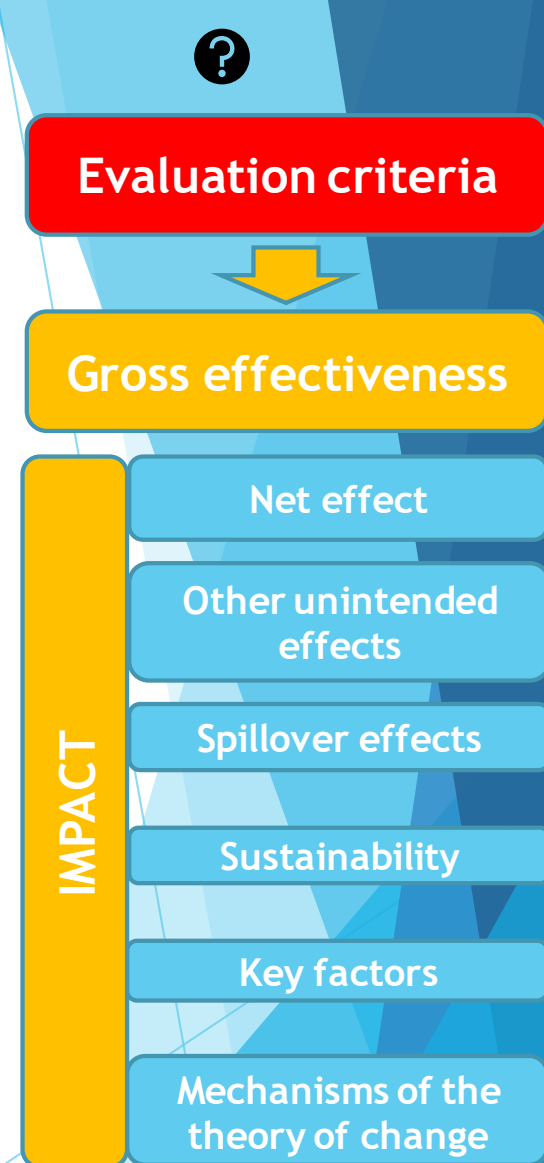 ?
Evaluation criteria
Gross effectiveness
IMPACT
Net effect
Other unintended
effects
Spillover effects
Sustainability
Key factors
Mechanisms of the
theory of change